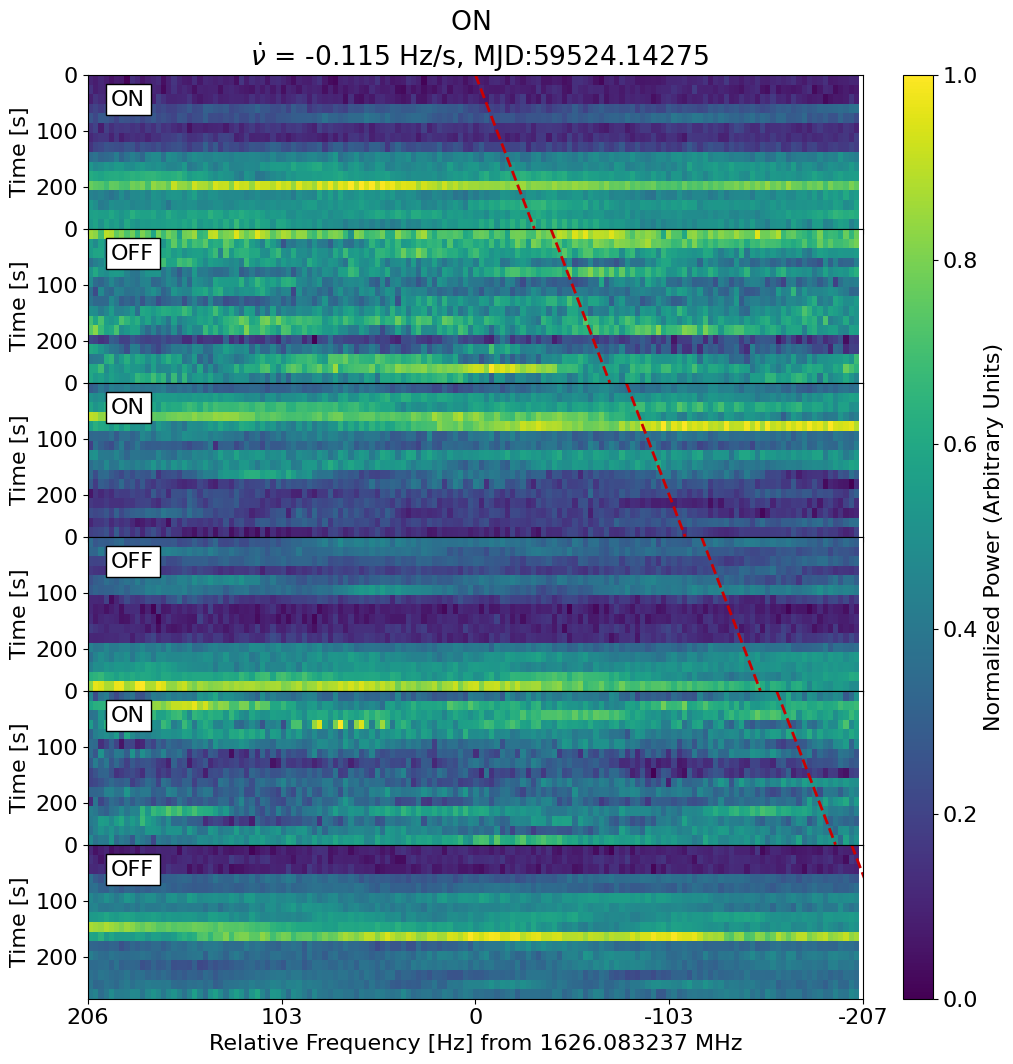 ON
ν̇ = -0.115 Hz/s, MJD:59524.14275
0
ON
100
Time [s]
200
0
OFF
100
Time [s]
200
0
ON
100
Time [s]
200
0
OFF
100
Time [s]
200
0
ON
100
Time [s]
200
0
OFF
100
Time [s]
200
206 103 0 -103 -207
Relative Frequency [Hz] from 1626.083237 MHz
1.0
0.8
0.6
0.4
0.2
0.0
Normalized Power (Arbitrary Units)